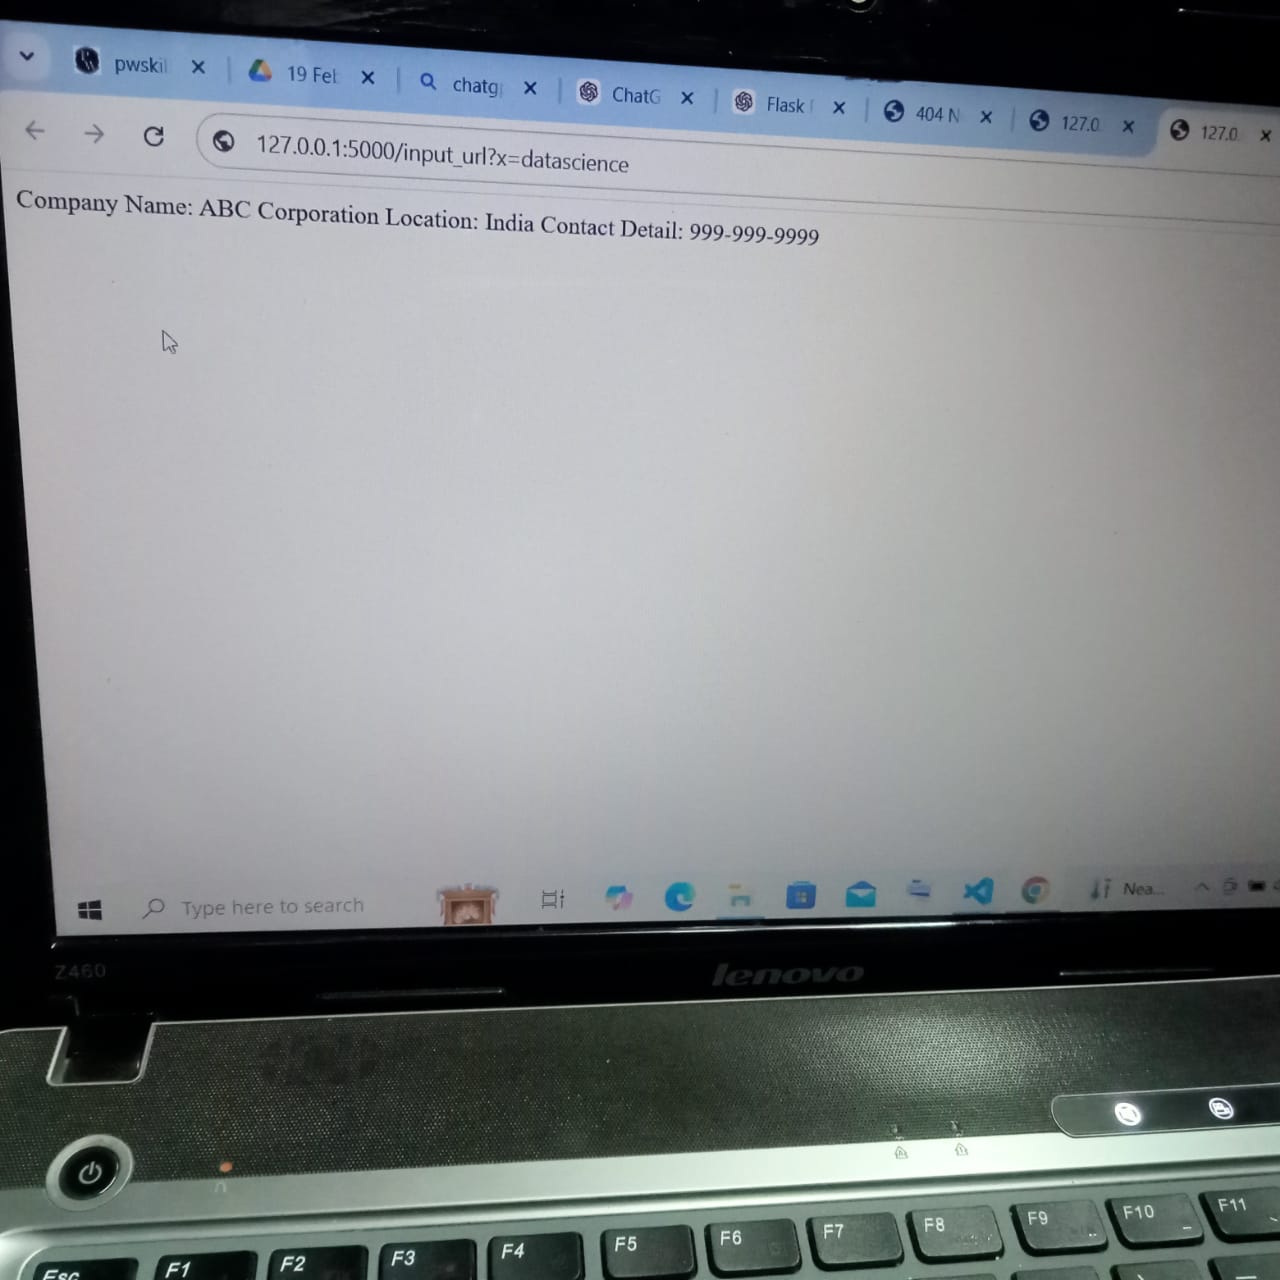 pwskil
19 Feb
chatg
ChatG
Flask
404 N
127.0
127.0.
127.0.0.1:5000/input_url?x=datascience
Company Name: ABC Corporation Location: India Contact Detail: 999-999-9999
Type here to search
Nea...
Z460
lenovo
Esc
F1
F2
F3
F4
F5
F6
F7
F8
F9
F10
F11